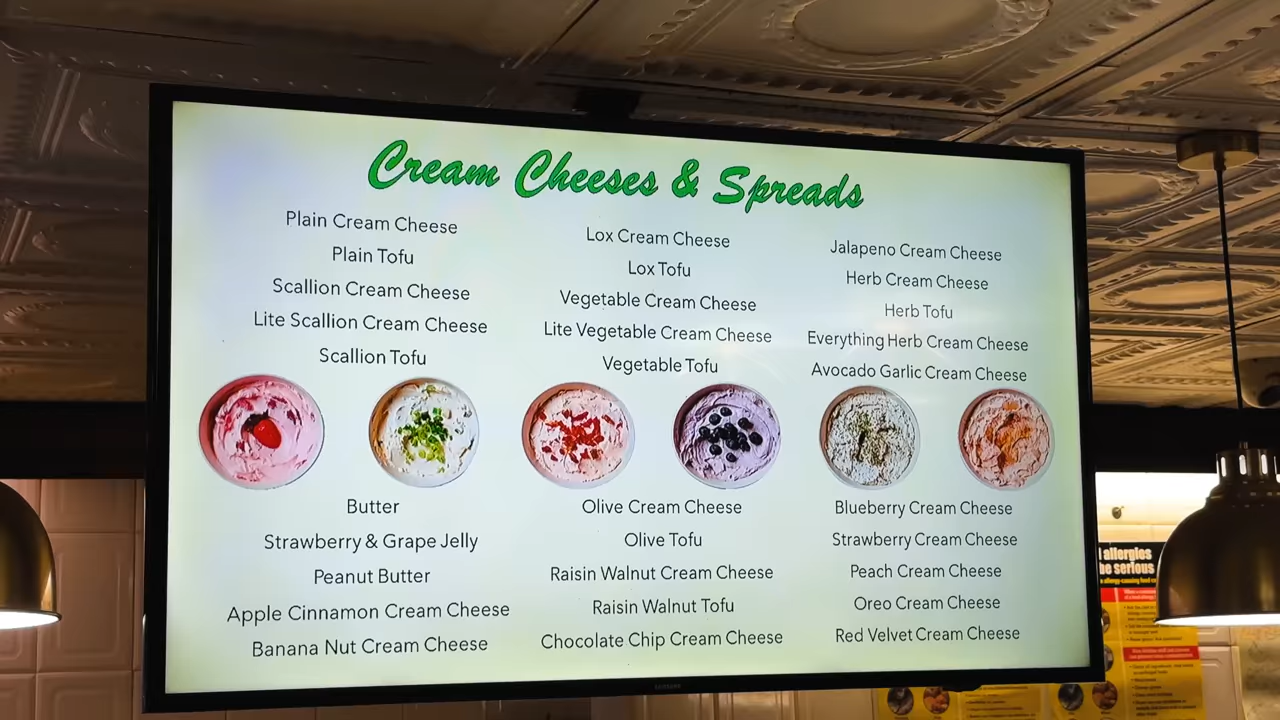 Cream Cheeses & Spreads
Plain Cream Cheese
Plain Tofu
Scallion Cream Cheese
Lite Scallion Cream Cheese
Scallion Tofu
Lox Cream Cheese
Lox Tofu
Vegetable Cream Cheese
Lite Vegetable Cream Cheese
Vegetable Tofu
Jalapeno Cream Cheese
Herb Cream Cheese
Herb Tofu
Everything Herb Cream Cheese
Avocado Garlic Cream Cheese
Butter
Strawberry & Grape Jelly
Peanut Butter
Apple Cinnamon Cream Cheese
Banana Nut Cream Cheese
Olive Cream Cheese
Olive Tofu
Raisin Walnut Cream Cheese
Raisin Walnut Tofu
Chocolate Chip Cream Cheese
Blueberry Cream Cheese
Strawberry Cream Cheese
Peach Cream Cheese
Oreo Cream Cheese
Red Velvet Cream Cheese
SAMSUNG
allergies
be serious